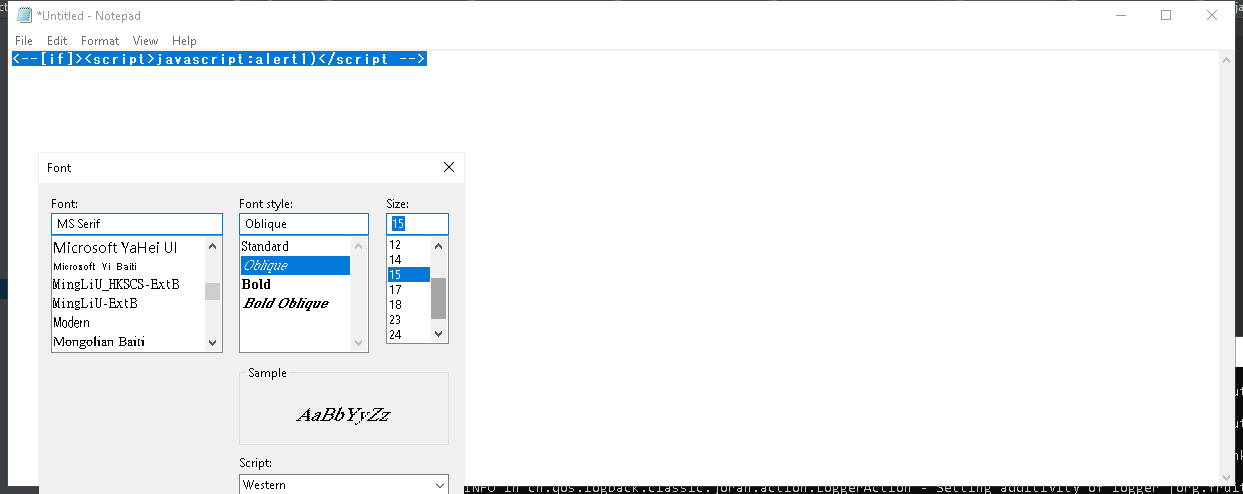 *Untitled - Notepad
File Edit Format View Help
<--[if]><script>javascript:alert1)</script -->
Font
Font: Font style: Size:
MS Serif Oblique 15
Microsoft YaHei UI Standard 12
Microsoft Yi Baiti Oblique 14
MingLiU_HKSCS-ExtB Bold 15
MingLiU-ExtB Bold Oblique 17
Modern 18
Mongolian Baiti 23
24
Sample
AaBbYyZz
Script:
Western
INFO in ch.qos.logback.classic.joran.action.LoggerAction - Setting additivity of logger